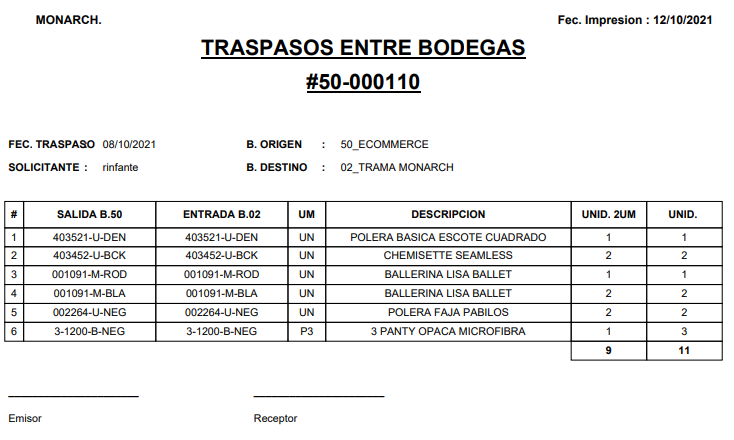 MONARCH. Fec. Impresion : 12/10/2021
TRASPASOS ENTRE BODEGAS
#50-000110
FEC. TRASPASO : 08/10/2021 B. ORIGEN : 50_ECOMMERCE
SOLICITANTE : rinfante B. DESTINO : 02_TRAMA MONARCH
# SALIDA B.50 ENTRADA B.02 UM DESCRIPCION UNID. 2UM UNID.
1 403521-U-DEN 403521-U-DEN UN POLERA BASICA ESCOTE CUADRADO 1 1
2 403452-U-BCK 403452-U-BCK UN CHEMISETTE SEAMLESS 2 2
3 001091-M-ROD 001091-M-ROD UN BALLERINA LISA BALLET 1 1
4 001091-M-BLA 001091-M-BLA UN BALLERINA LISA BALLET 2 2
5 002264-U-NEG 002264-U-NEG UN POLERA FAJA PABILOS 2 2
6 3-1200-B-NEG 3-1200-B-NEG P3 3 PANTY OPACA MICROFIBRA 1 3
9 11
Emisor Receptor